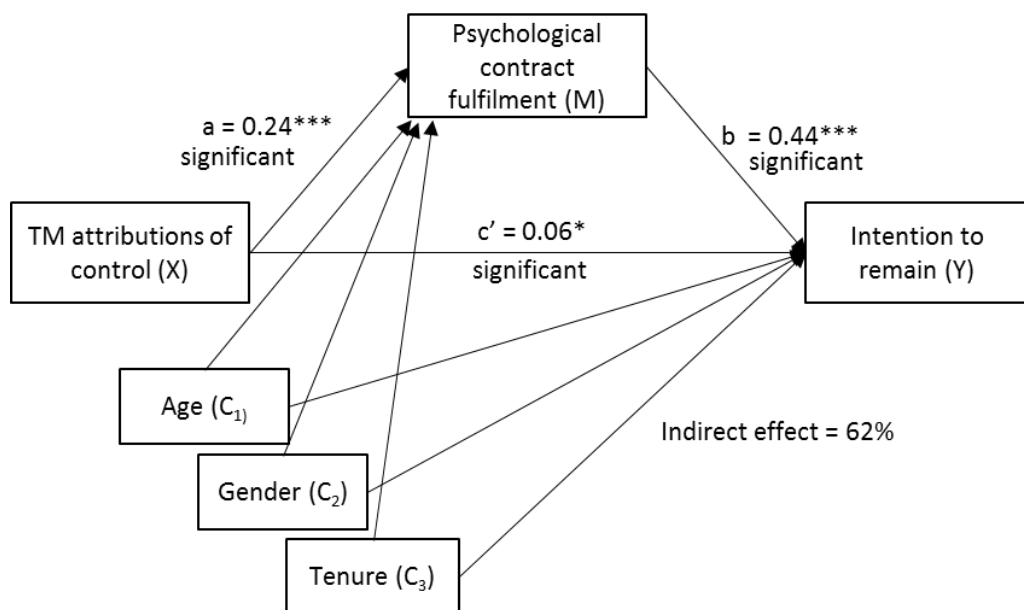 Psychological
contract
fulfilment (M)
a = 0.24***
significant
b = 0.44***
significant
TM attributions of
control (X)
c’ = 0.06*
significant
Intention to
remain (Y)
Age (C₁)
Indirect effect = 62%
Gender (C₂)
Tenure (C₃)